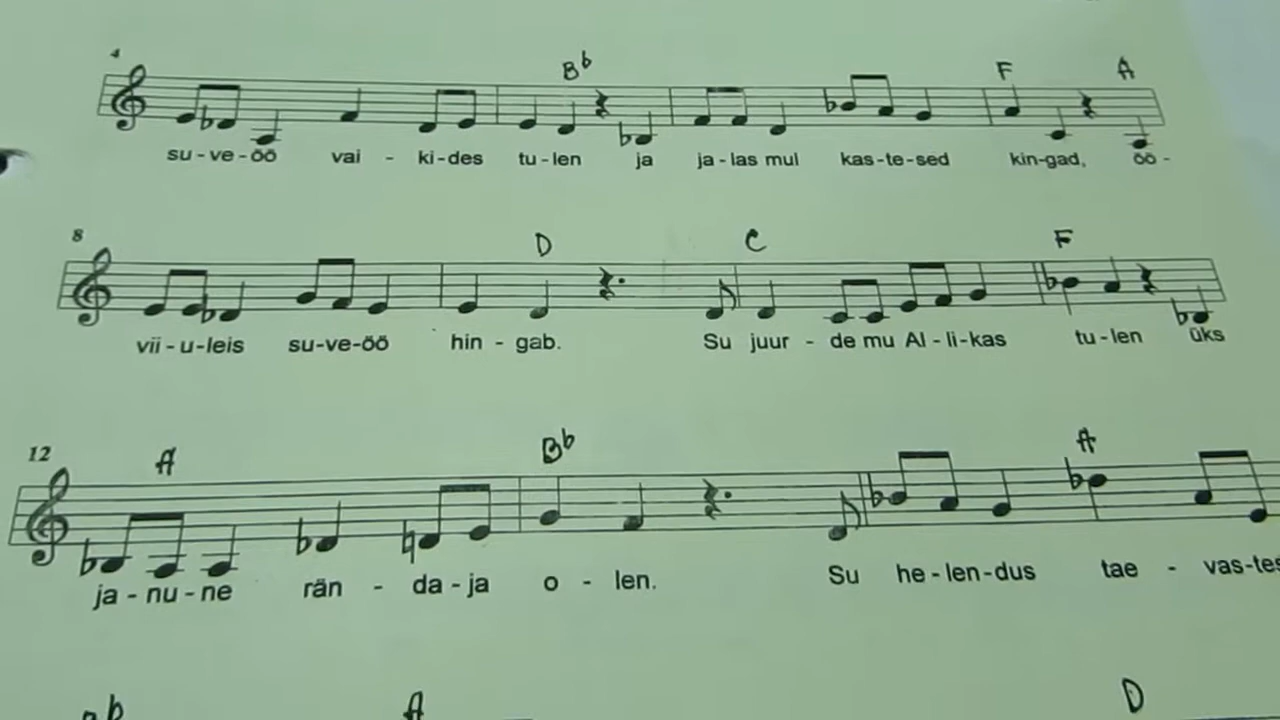 4 Bb F A
su - ve - öö vai - ki - des tu - len ja ja - las mul kas - te - sed kin - gad, öö -
8 D C F
vii - u - leis su - ve - öö hin - gab. Su juur - de mu Al - li - kas tu - len üks
12 A Bb A
ja - nu - ne rän - da - ja o - len. Su he - len - dus tae - vas - tes
A D